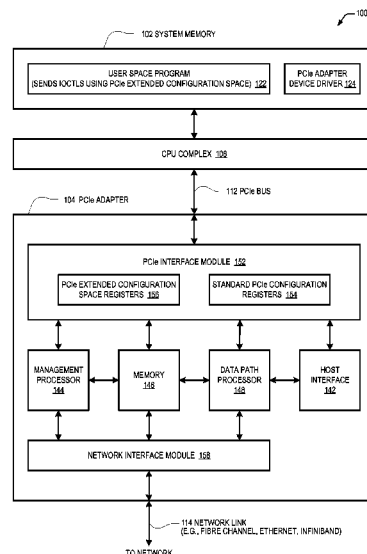 100
102 SYSTEM MEMORY
USER SPACE PROGRAM
(SENDS IOCTLS USING PCIe EXTENDED CONFIGURATION SPACE) 122
PCIe ADAPTER
DEVICE DRIVER
124
CPU COMPLEX 106
112 PCIe BUS
104 PCIe ADAPTER
PCIe INTERFACE MODULE 152
PCIe EXTENDED CONFIGURATION
SPACE REGISTERS 156
STANDARD PCIe CONFIGURATION
REGISTERS 154
MANAGEMENT
PROCESSOR
144
MEMORY
146
DATA PATH
PROCESSOR
148
HOST
INTERFACE
142
NETWORK INTERFACE MODULE 158
114 NETWORK LINK
(E.G., FIBRE CHANNEL, ETHERNET, INFINIBAND)
TO NETWORK